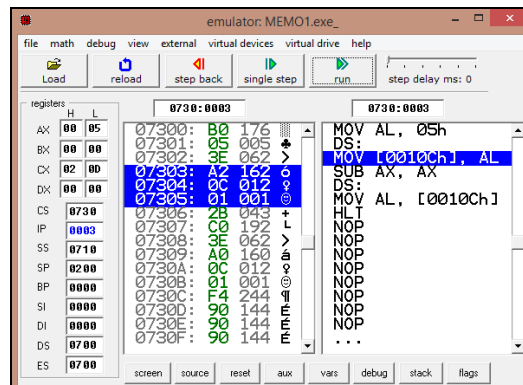 emulator: MEMO1.exe_
file math debug view external virtual devices virtual drive help
Load reload step back single step run step delay ms: 0
registers
H L
AX 00 05
BX 00 00
CX 02 0D
DX 00 00
CS 0730
IP 0003
SS 0710
SP 0200
BP 0000
SI 0000
DI 0000
DS 0700
ES 0700
0730:0003
07300: B0 176 ▒
07301: 05 005 ♣
07302: 3E 062 >
07303: A2 162 ó
07304: 0C 012 ♀
07305: 01 001 ☺
07306: 2B 043 +
07307: C0 192 └
07308: 3E 062 >
07309: A0 160 á
0730A: 0C 012 ♀
0730B: 01 001 ☺
0730C: F4 244 ¶
0730D: 90 144 É
0730E: 90 144 É
0730F: 90 144 É
0730:0003
MOV AL, 05h
DS:
MOV [0010Ch], AL
SUB AX, AX
DS:
MOV AL, [0010Ch]
HLT
NOP
NOP
NOP
NOP
NOP
NOP
NOP
NOP
...
screen source reset aux vars debug stack flags